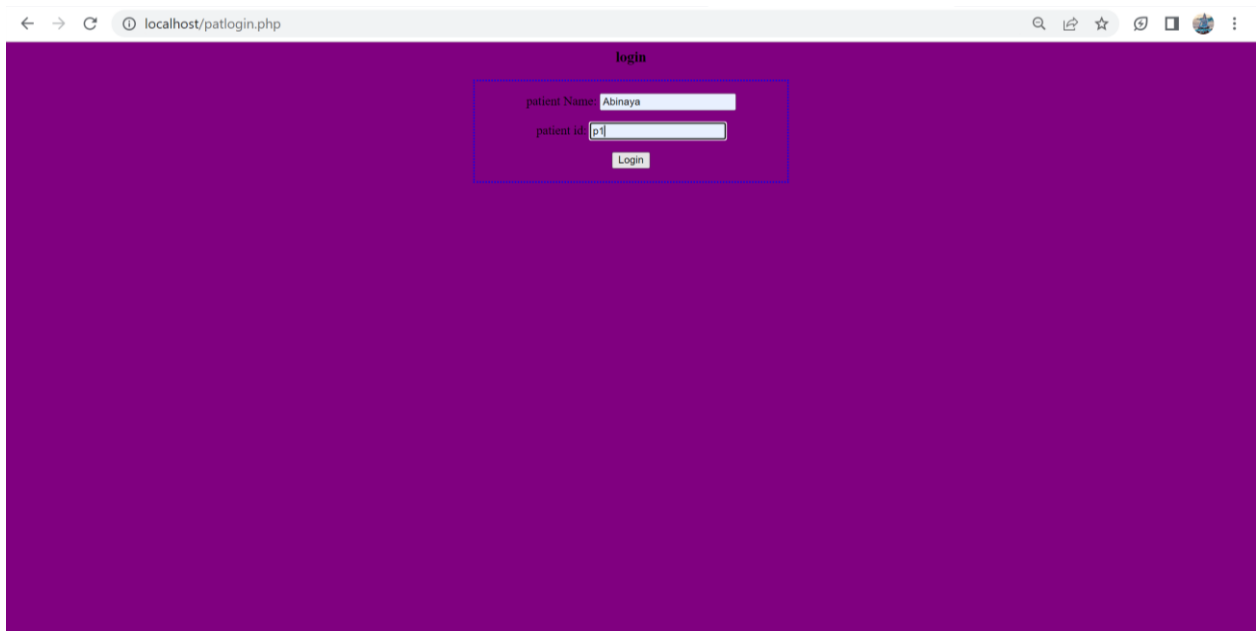 localhost/patlogin.php
login
patient Name: Abinaya
patient id: p1
Login